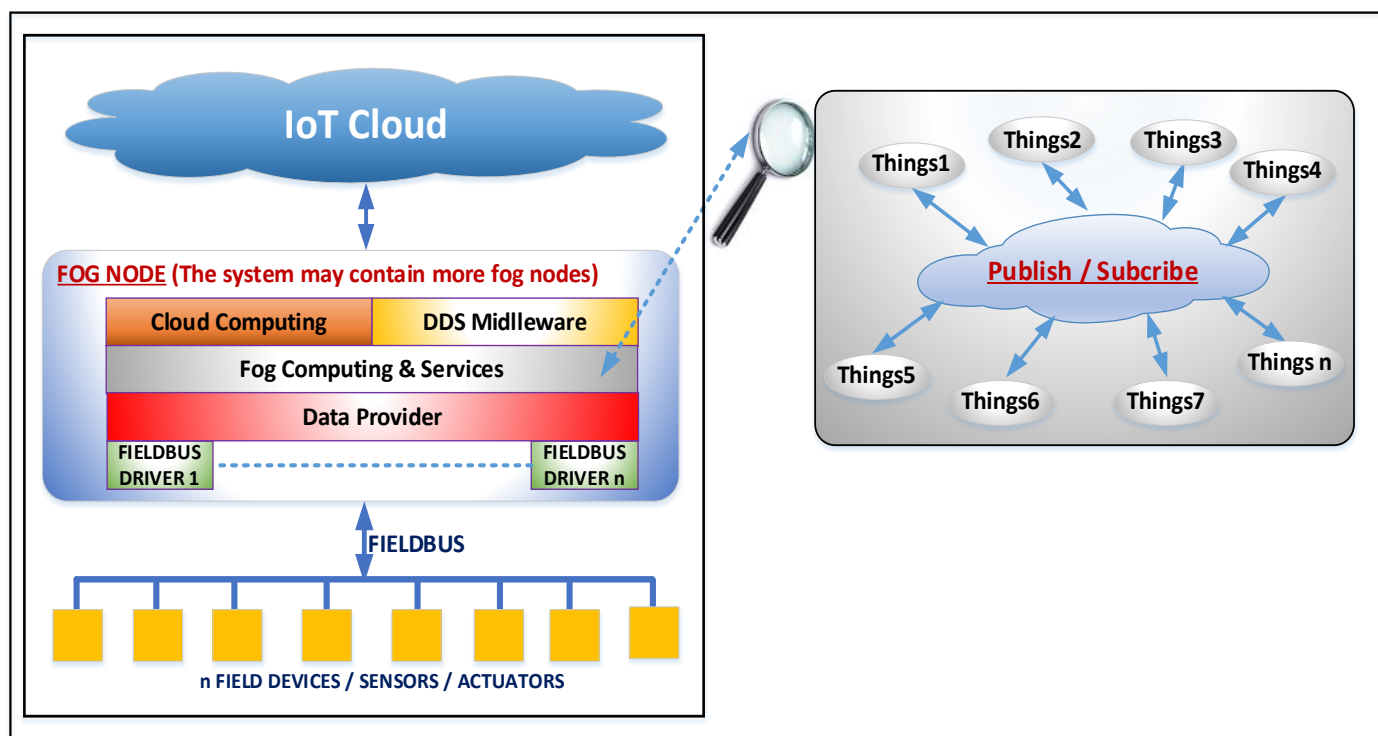 IoT Cloud
FOG NODE (The system may contain more fog nodes)
Cloud Computing
DDS Midlleware
Fog Computing & Services
Data Provider
FIELDBUS
DRIVER 1
FIELDBUS
DRIVER n
FIELDBUS
n FIELD DEVICES / SENSORS / ACTUATORS
Things1
Things2
Things3
Things4
Publish / Subcribe
Things5
Things6
Things7
Things n